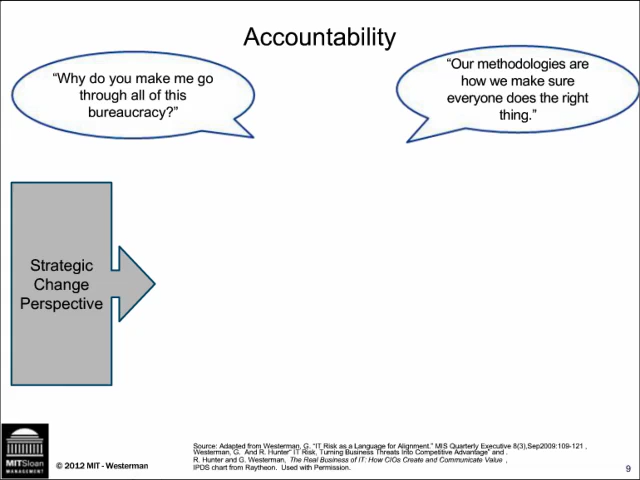 Accountability
“Why do you make me go
through all of this
bureaucracy?”
“Our methodologies are
how we make sure
everyone does the right
thing.”
Strategic
Change
Perspective
MITSloan
MANAGEMENT
© 2012 MIT - Westerman
Source: Adapted from Westerman, G. “IT Risk as a Language for Alignment.” MIS Quarterly Executive 8(3),Sep2009:109-121 ,
Westerman, G. And R. Hunter“ IT Risk, Turning Business Threats Into Competitive Advantage” and .
R. Hunter and G. Westerman, The Real Business of IT: How CIOs Create and Communicate Value ,
IPDS chart from Raytheon. Used with Permission.
9